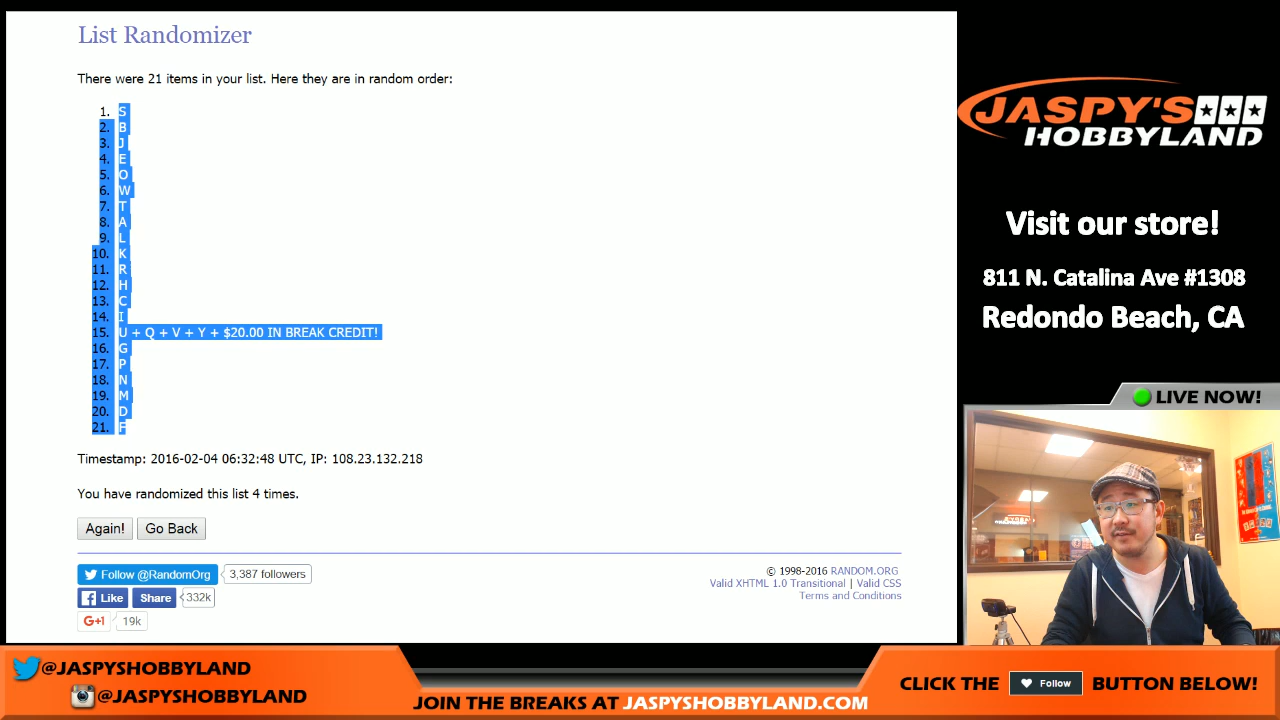 List Randomizer
There were 21 items in your list. Here they are in random order:
1. S
2. B
3. J
4. E
5. O
6. W
7. T
8. A
9. L
10. K
11. R
12. H
13. C
14. I
15. U + Q + V + Y + $20.00 IN BREAK CREDIT!
16. G
17. P
18. N
19. M
20. D
21. F
Timestamp: 2016-02-04 06:32:48 UTC, IP: 108.23.132.218
You have randomized this list 4 times.
Again! Go Back
Follow @RandomOrg 3,387 followers
Like Share 332k
G+1 19k
© 1998-2016 RANDOM.ORG
Valid XHTML 1.0 Transitional | Valid CSS
Terms and Conditions
JASPY'S
HOBBYLAND
Visit our store!
811 N. Catalina Ave #1308
Redondo Beach, CA
LIVE NOW!
@JASPYSHOBBYLAND
@JASPYSHOBBYLAND
JOIN THE BREAKS AT JASPYSHOBBYLAND.COM
CLICK THE Follow BUTTON BELOW!